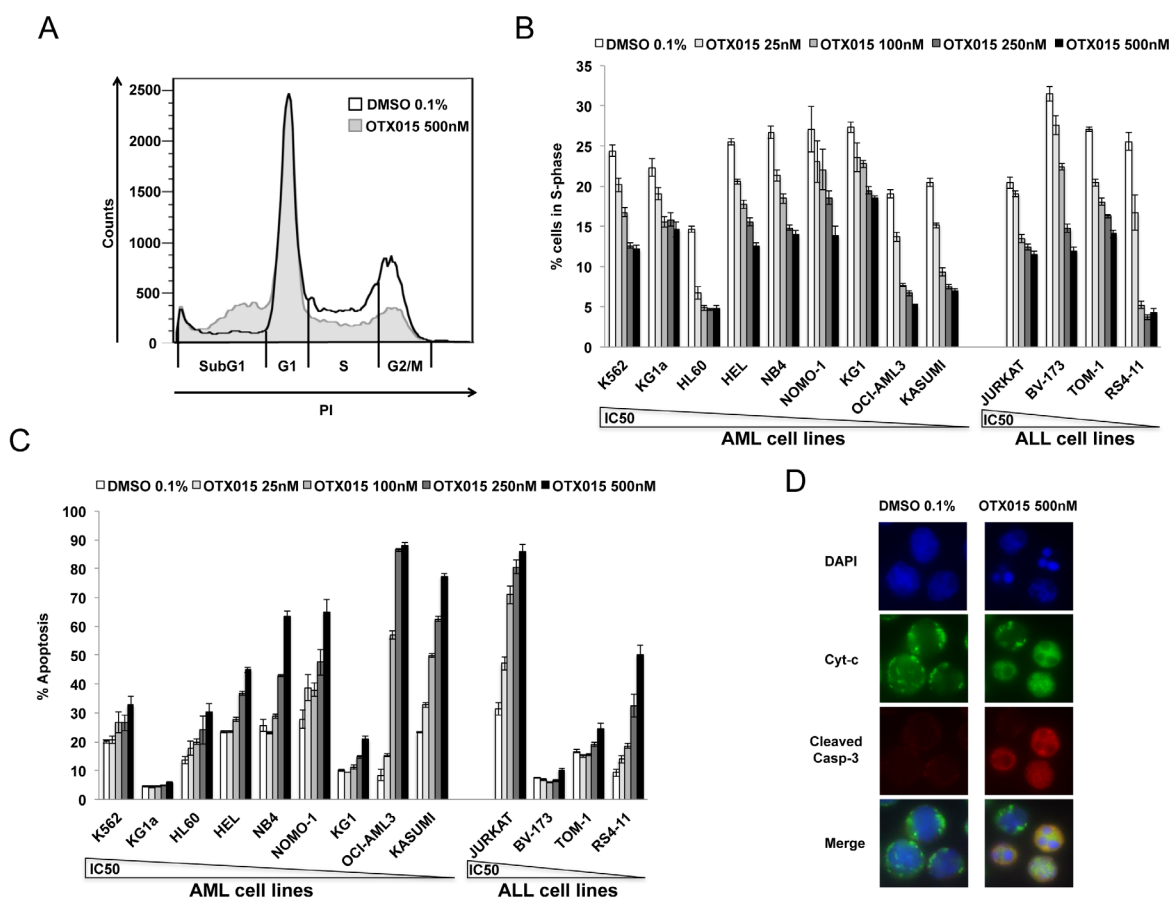 A
Counts
2500
2000
1500
1000
500
0
DMSO 0.1%
OTX015 500nM
SubG1 G1 S G2/M
PI
B
DMSO 0.1% OTX015 25nM OTX015 100nM OTX015 250nM OTX015 500nM
% cells in S-phase
35
30
25
20
15
10
5
0
K562 KG1a HL60 HEL NB4 NOMO-1 KG1 OCI-AML3 KASUMI JURKAT BV-173 TOM-1 RS4-11
IC50 IC50
AML cell lines ALL cell lines
C
DMSO 0.1% OTX015 25nM OTX015 100nM OTX015 250nM OTX015 500nM
% Apoptosis
100
90
80
70
60
50
40
30
20
10
0
K562 KG1a HL60 HEL NB4 NOMO-1 KG1 OCI-AML3 KASUMI JURKAT BV-173 TOM-1 RS4-11
IC50 IC50
AML cell lines ALL cell lines
D
DMSO 0.1% OTX015 500nM
DAPI
Cyt-c
Cleaved
Casp-3
Merge